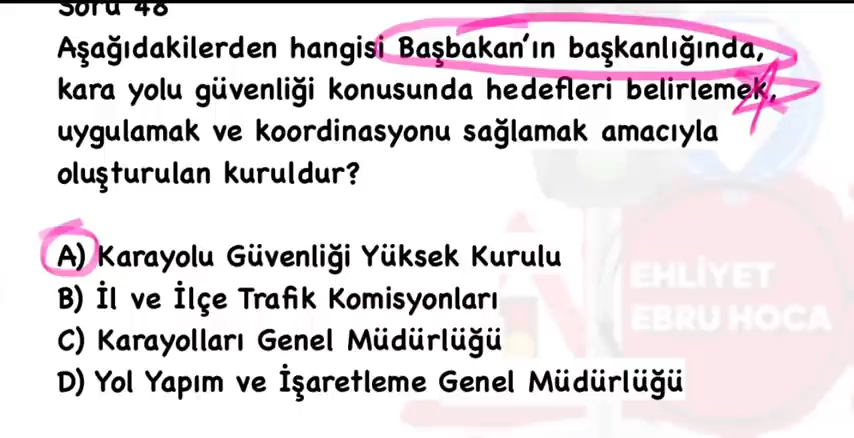 Soru 48
Aşağıdakilerden hangisi Başbakan'ın başkanlığında,
kara yolu güvenliği konusunda hedefleri belirlemek,
uygulamak ve koordinasyonu sağlamak amacıyla
oluşturulan kuruldur?
A) Karayolu Güvenliği Yüksek Kurulu
B) İl ve İlçe Trafik Komisyonları
C) Karayolları Genel Müdürlüğü
D) Yol Yapım ve İşaretleme Genel Müdürlüğü
EHLİYET
EBRU HOCA